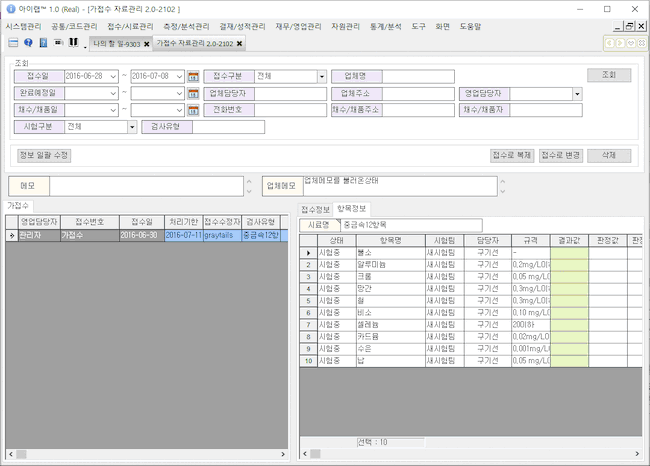 아이랩™ 1.0 (Real) - [가접수 자료관리 2.0-2102 ]
시스템관리 공통/코드관리 접수/시료관리 측정/분석관리 결재/성적관리 재무/영업관리 자원관리 통계/분석 도구 화면 도움말
나의 할 일-9303 가접수 자료관리 2.0-2102
조회
접수일 2016-06-28 ~ 2016-07-08 접수구분 전체 업체명 조회
완료예정일 ~ 업체담당자 업체주소 영업담당자
채수/채품일 ~ 전화번호 채수/채품주소 채수/채품자
시험구분 전체 검사유형
정보 일괄 수정 접수로 복제 접수로 변경 삭제
메모 업체메모 업체메모를 불러온상태
가접수 접수정보 항목정보
시료명 중금속12항목
영업담당자 접수번호 접수일 처리기한 접수수정자 검사유형
관리자 가접수 2016-06-30 2016-07-11 graytails 중금속12항
상태 항목명 시험팀 담당자 규격 결과값 판정값
시험중 불소 새시험팀 구기선 -
2 시험중 알루미늄 새시험팀 구기선 0,2mg/L이하
3 시험중 크롬 새시험팀 구기선 0,05 mg/L
4 시험중 망간 새시험팀 구기선 0,3mg/L이하
5 시험중 철 새시험팀 구기선 0,3mg/L이하
6 시험중 비소 새시험팀 구기선 0,10 mg/L
7 시험중 셀레늄 새시험팀 구기선 200이하
8 시험중 카드뮴 새시험팀 구기선 0,02mg/L
9 시험중 수은 새시험팀 구기선 0,001mg/L
10 시험중 납 새시험팀 구기선 0,05 mg/L
선택 : 10